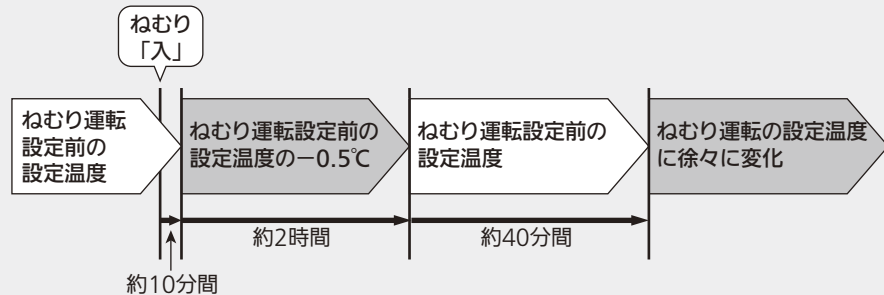 ねむり
「入」
ねむり運転
設定前の
設定温度
ねむり運転設定前の
設定温度の－0.5℃
ねむり運転設定前の
設定温度
ねむり運転の設定温度
に徐々に変化
約2時間
約40分間
約10分間